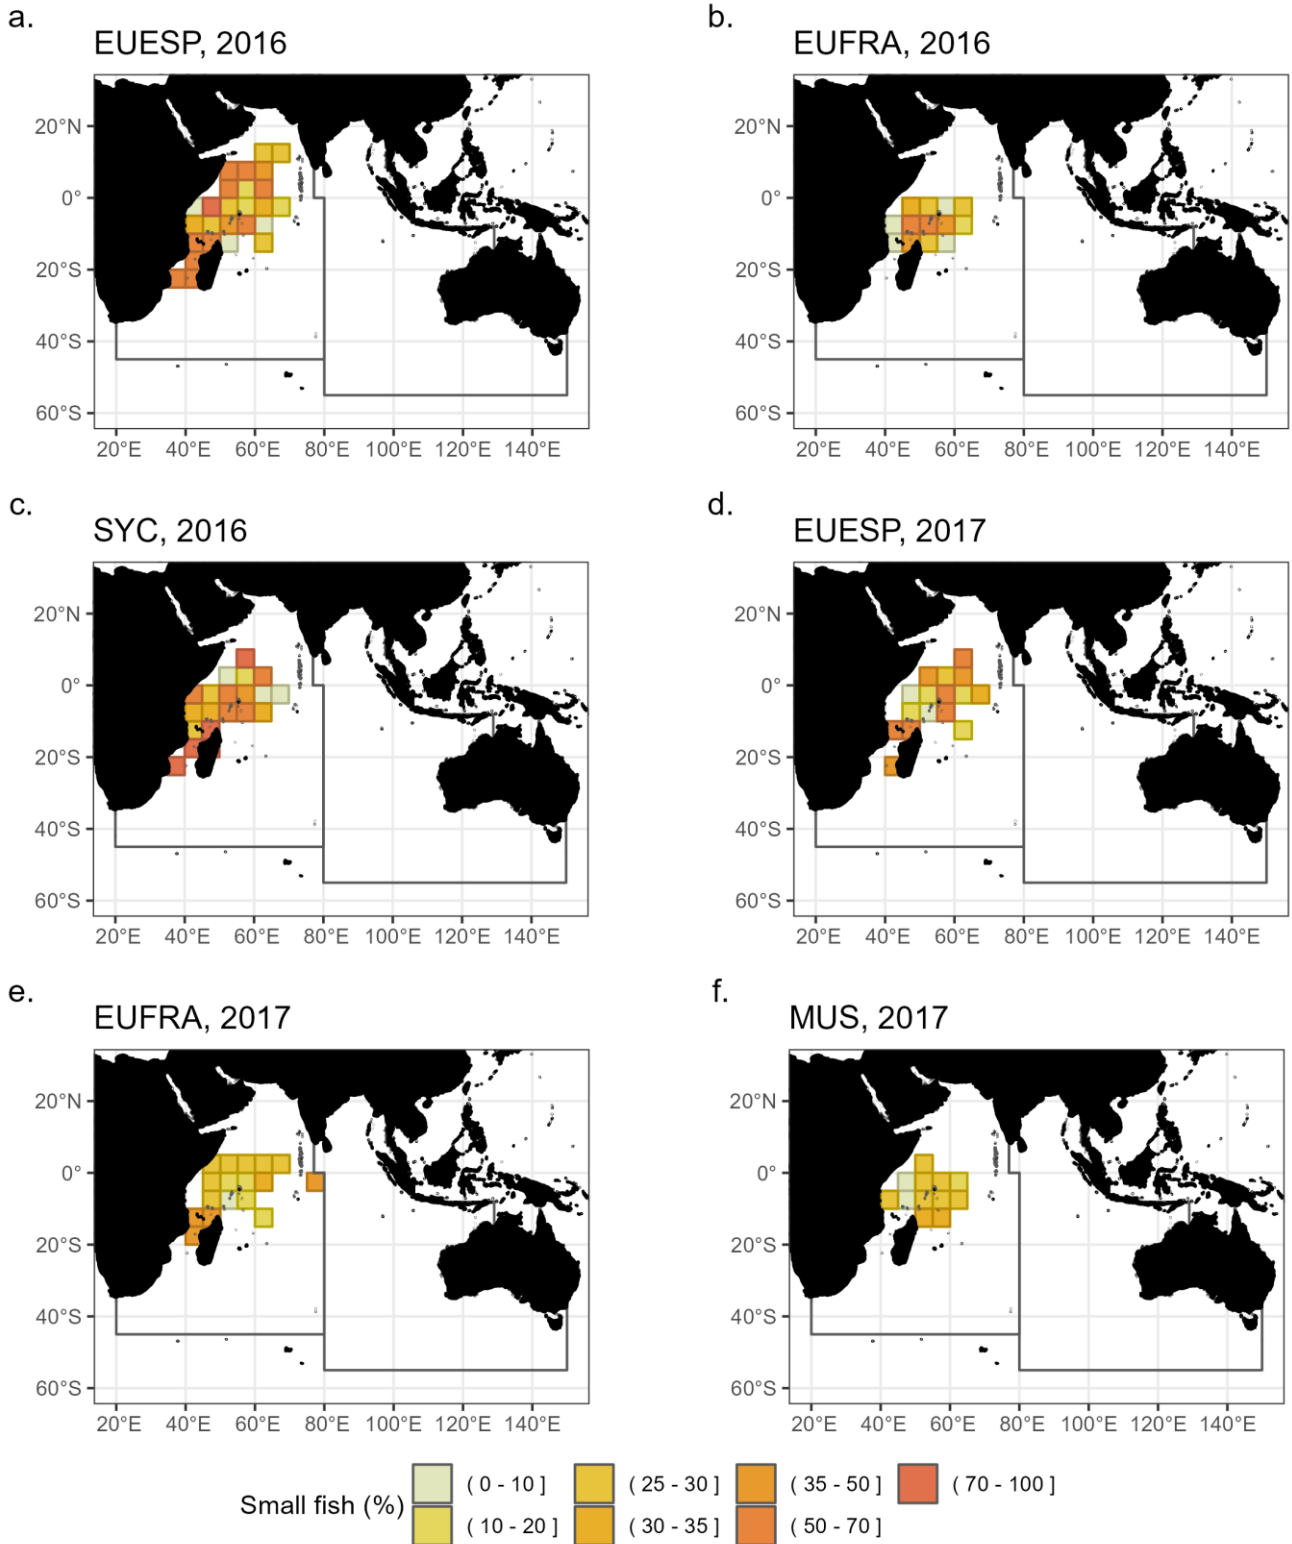 a.
EUESP, 2016
20°N
0°
20°S
40°S
60°S
20°E 40°E 60°E 80°E 100°E 120°E 140°E
b.
EUFRA, 2016
20°N
0°
20°S
40°S
60°S
20°E 40°E 60°E 80°E 100°E 120°E 140°E
c.
SYC, 2016
20°N
0°
20°S
40°S
60°S
20°E 40°E 60°E 80°E 100°E 120°E 140°E
d.
EUESP, 2017
20°N
0°
20°S
40°S
60°S
20°E 40°E 60°E 80°E 100°E 120°E 140°E
e.
EUFRA, 2017
20°N
0°
20°S
40°S
60°S
20°E 40°E 60°E 80°E 100°E 120°E 140°E
f.
MUS, 2017
20°N
0°
20°S
40°S
60°S
20°E 40°E 60°E 80°E 100°E 120°E 140°E
Small fish (%)
( 0 - 10 ] ( 25 - 30 ] ( 35 - 50 ] ( 70 - 100 ]
( 10 - 20 ] ( 30 - 35 ] ( 50 - 70 ]